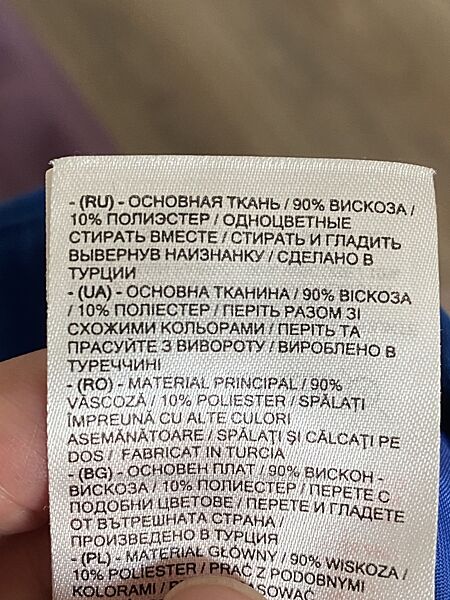 - (RU) - ОСНОВНАЯ ТКАНЬ / 90% ВИСКОЗА /
10% ПОЛИЭСТЕР / ОДНОЦВЕТНЫЕ
СТИРАТЬ ВМЕСТЕ / СТИРАТЬ И ГЛАДИТЬ
ВЫВЕРНУВ НАИЗНАНКУ / СДЕЛАНО В
ТУРЦИИ
- (UA) - ОСНОВНА ТКАНИНА / 90% ВІСКОЗА
/ 10% ПОЛІЕСТЕР / ПЕРІТЬ РАЗОМ ЗІ
СХОЖИМИ КОЛЬОРАМИ / ПЕРІТЬ ТА
ПРАСУЙТЕ З ВИВОРОТУ / ВИРОБЛЕНО В
ТУРЕЧЧИНІ
- (RO) - MATERIAL PRINCIPAL / 90%
VÂSCOZĂ / 10% POLIESTER / SPĂLAȚI
ÎMPREUNĂ CU ALTE CULORI
ASEMĂNĂTOARE / SPĂLAȚI ȘI CĂLCAȚI PE
DOS / FABRICAT IN TURCIA
- (BG) - ОСНОВЕН ПЛАТ / 90% ВИСКОН -
ВИСКОЗА / 10% ПОЛИЕСТЕР / ПЕРЕТЕ С
ПОДОБНИ ЦВЕТОВЕ / ПЕРЕТЕ И ГЛАДЕТЕ
ОТ ВЪТРЕШНАТА СТРАНА /
ПРОИЗВЕДЕНО В ТУРЦИЯ
- (PL) - MATERIAŁ GŁÓWNY / 90% WISKOZA /
10% POLIESTER / PRAĆ Z PODOBNYMI
KOLORAMI /